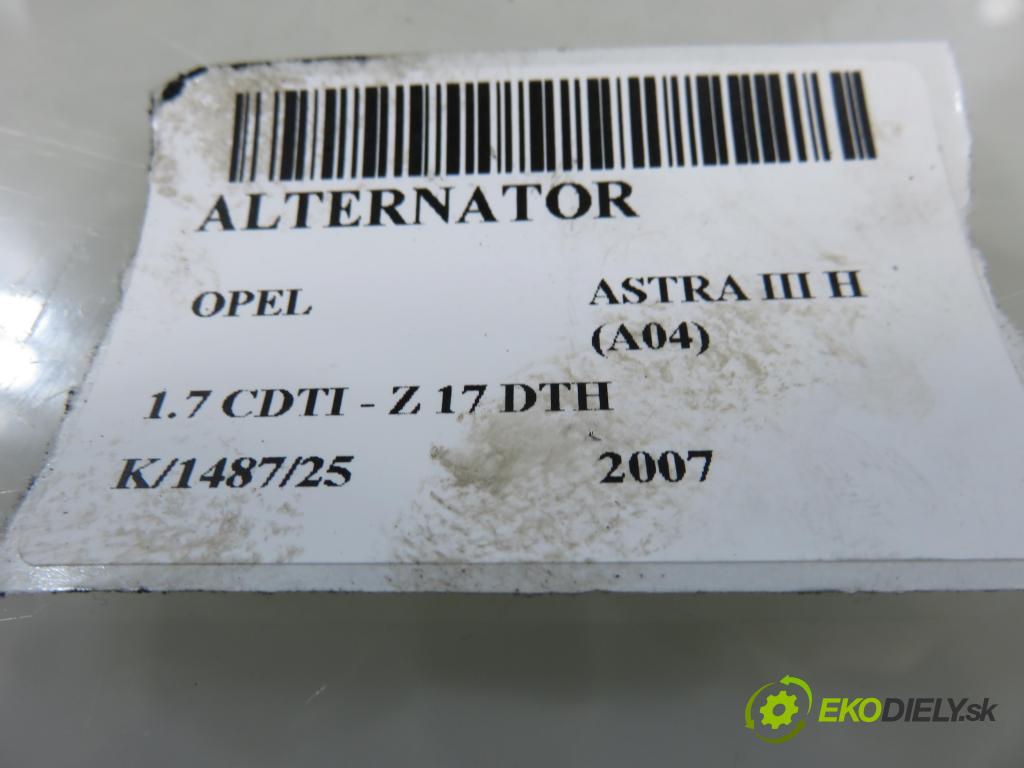 ALTERNATOR
OPEL ASTRA III H
(A04)
1.7 CDTI - Z 17 DTH
K/1487/25 2007
EKODIELY.sk